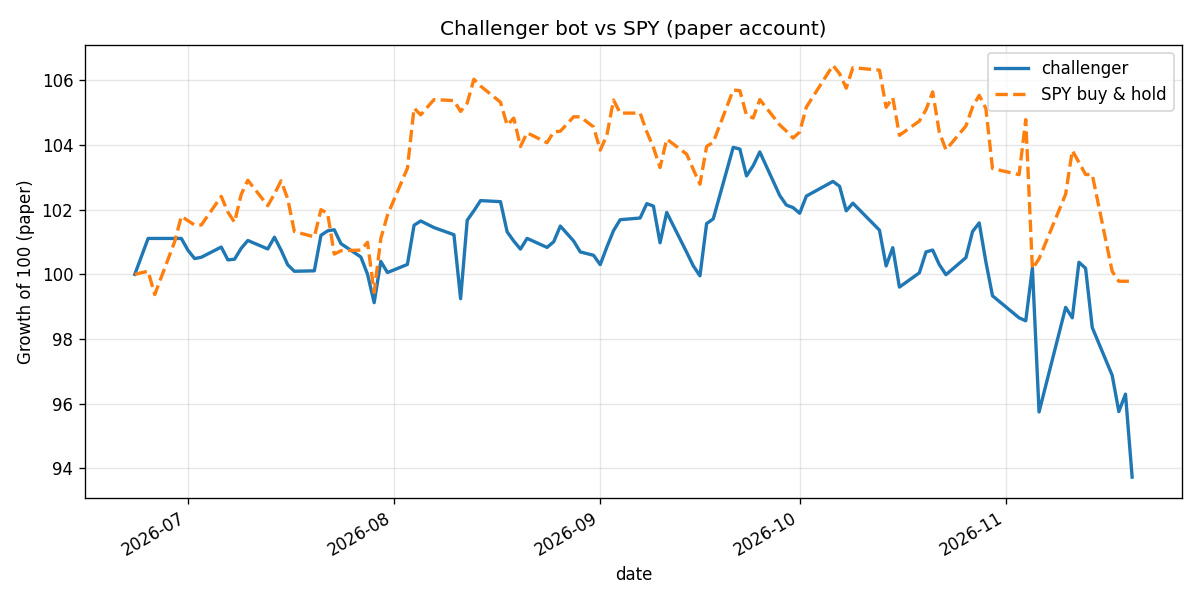 Challenger bot vs SPY (paper account)
challenger
SPY buy & hold
Growth of 100 (paper)
106
104
102
100
98
96
94
2026-07
2026-08
2026-09
2026-10
2026-11
date